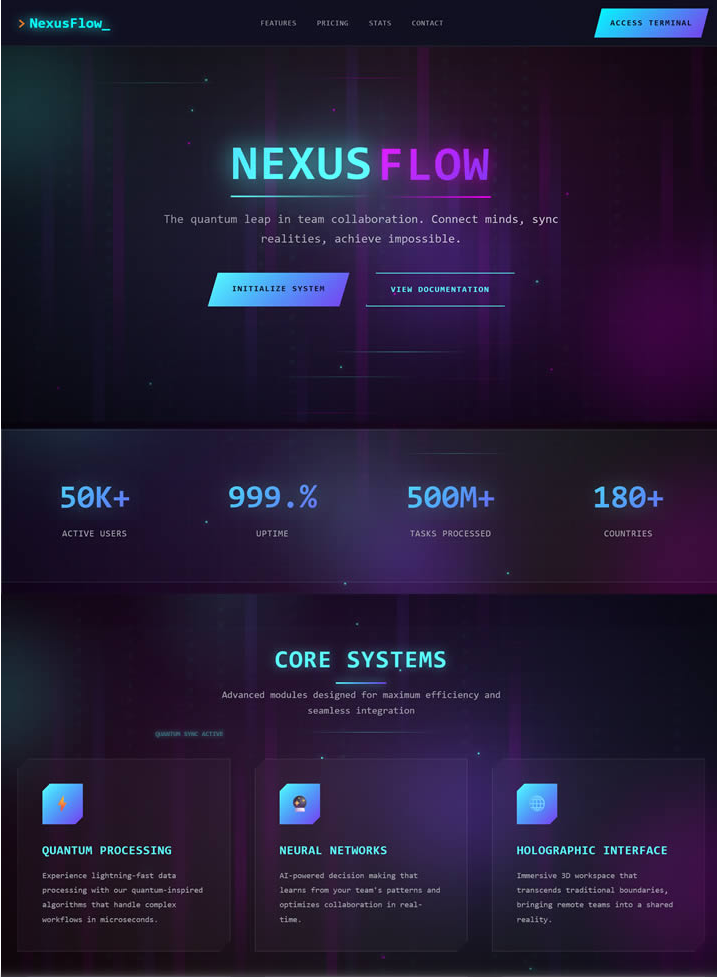 > NexusFlow_
FEATURES PRICING STATS CONTACT
ACCESS TERMINAL
NEXUS FLOW
The quantum leap in team collaboration. Connect minds, sync
realities, achieve impossible.
INITIALIZE SYSTEM
VIEW DOCUMENTATION
50K+ 999.% 500M+ 180+
ACTIVE USERS UPTIME TASKS PROCESSED COUNTRIES
CORE SYSTEMS
Advanced modules designed for maximum efficiency and
seamless integration
QUANTUM SYNC ACTIVE
QUANTUM PROCESSING
Experience lightning-fast data
processing with our quantum-inspired
algorithms that handle complex
workflows in microseconds.
NEURAL NETWORKS
AI-powered decision making that
learns from your team's patterns and
optimizes collaboration in real-
time.
HOLOGRAPHIC INTERFACE
Immersive 3D workspace that
transcends traditional boundaries,
bringing remote teams into a shared
reality.